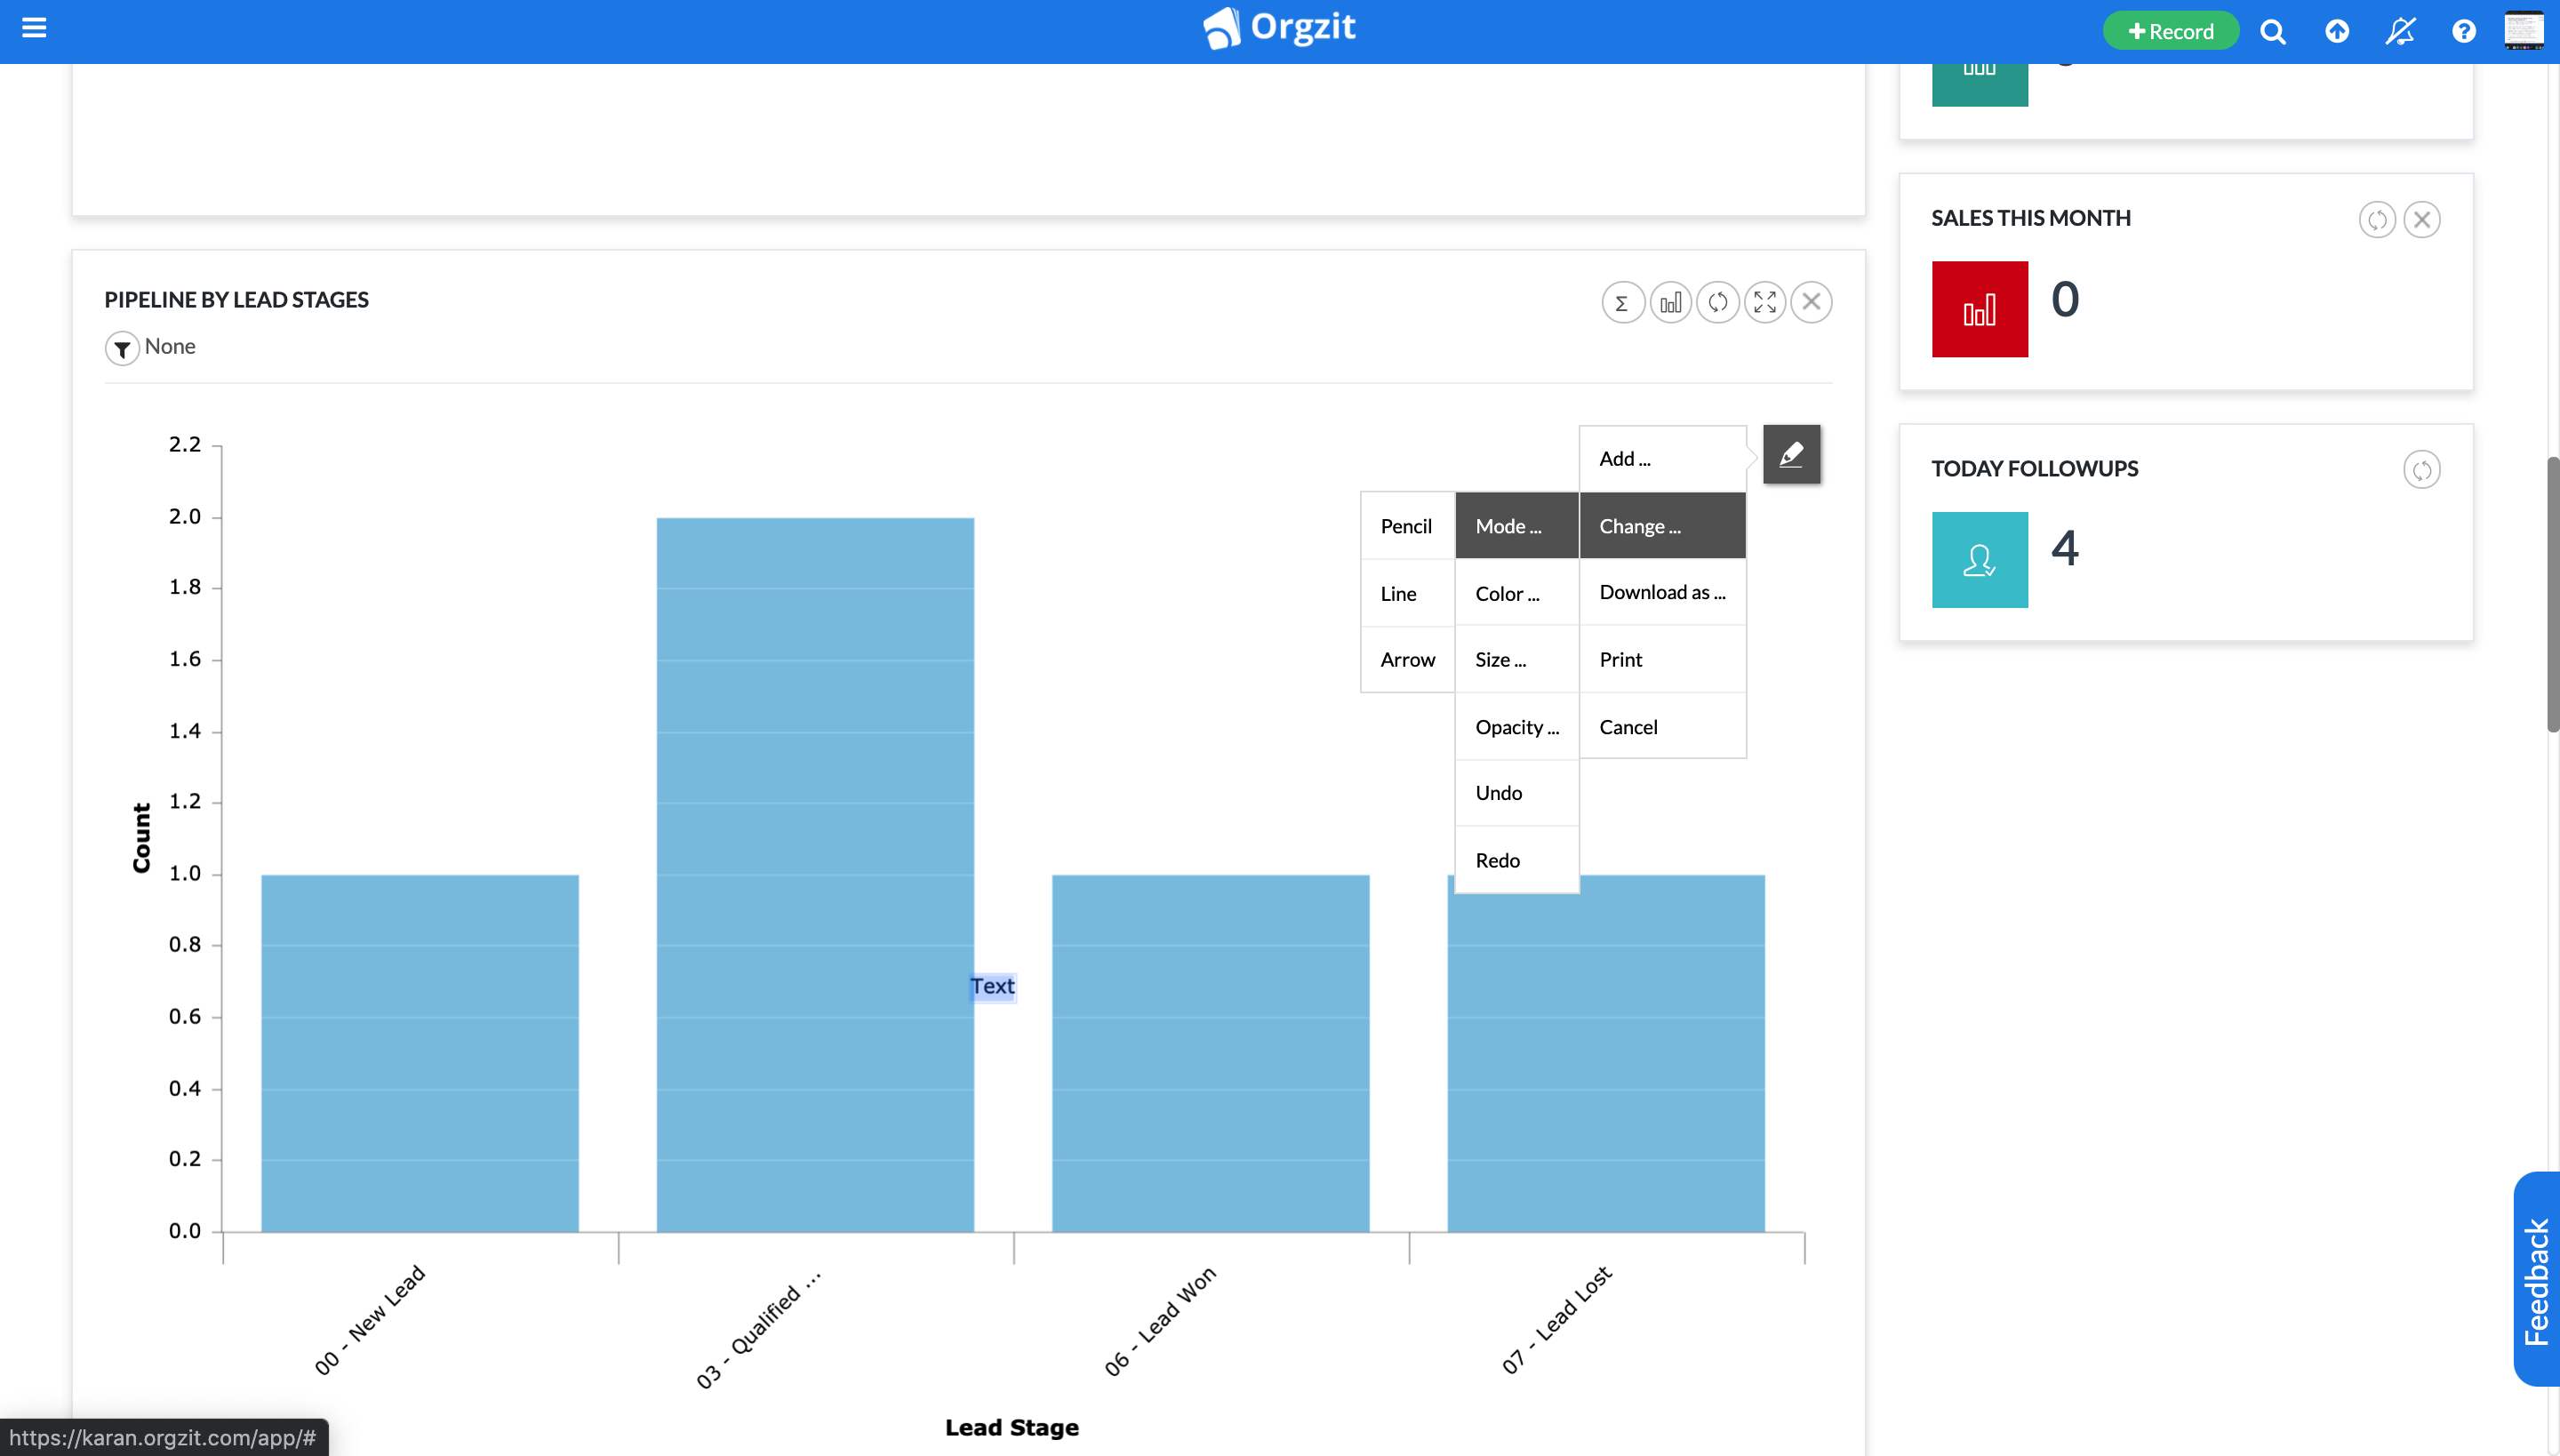 Orgzit
+ Record
SALES THIS MONTH
0
PIPELINE BY LEAD STAGES
Σ
None
TODAY FOLLOWUPS
4
Add ...
Change ...
Download as ...
Print
Cancel
Mode ...
Color ...
Size ...
Opacity ...
Undo
Redo
Pencil
Line
Arrow
Count
2.2
2.0
1.8
1.6
1.4
1.2
1.0
0.8
0.6
0.4
0.2
0.0
Text
00 - New Lead
03 - Qualified ...
06 - Lead Won
07 - Lead Lost
Lead Stage
Feedback
https://karan.orgzit.com/app/#